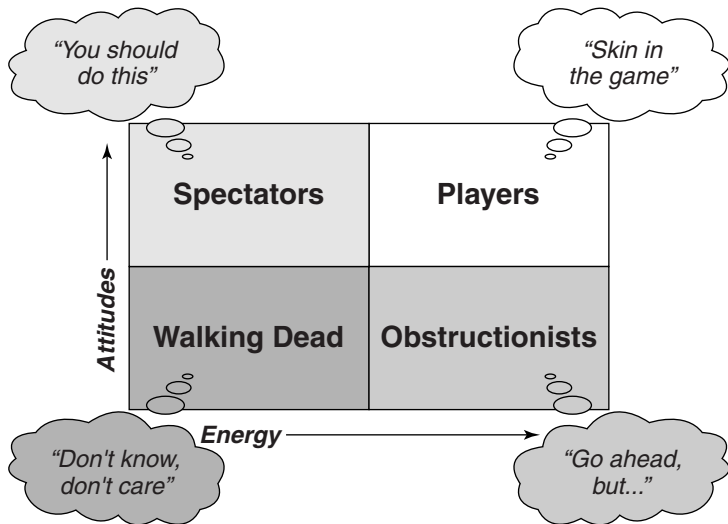 “You should
do this”
“Skin in
the game”
Spectators
Players
Attitudes
Walking Dead
Obstructionists
Energy
“Don't know,
don't care”
“Go ahead,
but...”